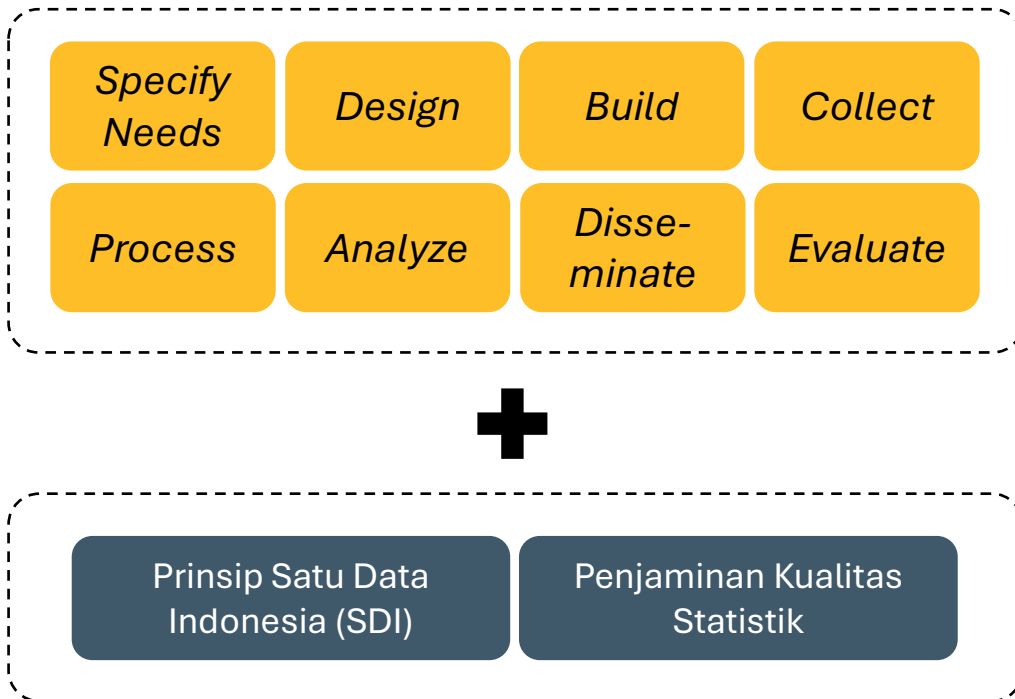 Specify
Needs
Design
Build
Collect
Process
Analyze
Disse-
minate
Evaluate
Prinsip Satu Data
Indonesia (SDI)
Penjaminan Kualitas
Statistik